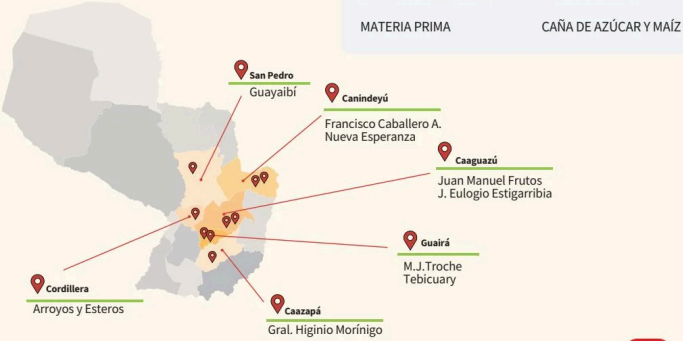 MATERIA PRIMA
CAÑA DE AZÚCAR Y MAÍZ
San Pedro
Guayaibí
Canindeyú
Francisco Caballero A.
Nueva Esperanza
Caaguazú
Juan Manuel Frutos
J. Eulogio Estigarribia
Guairá
M.J.Troche
Tebicuary
Cordillera
Arroyos y Esteros
Caazapá
Gral. Higinio Morínigo